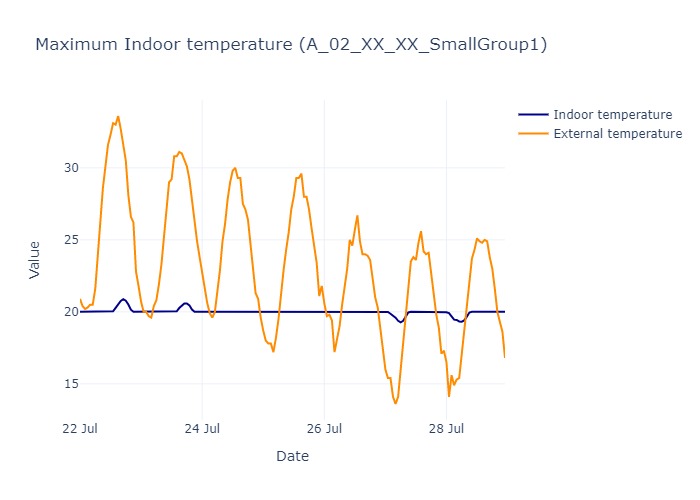 Maximum Indoor temperature (A_02_XX_XX_SmallGroup1)
Indoor temperature
External temperature
30
25
20
15
Value
22 Jul
24 Jul
26 Jul
28 Jul
Date